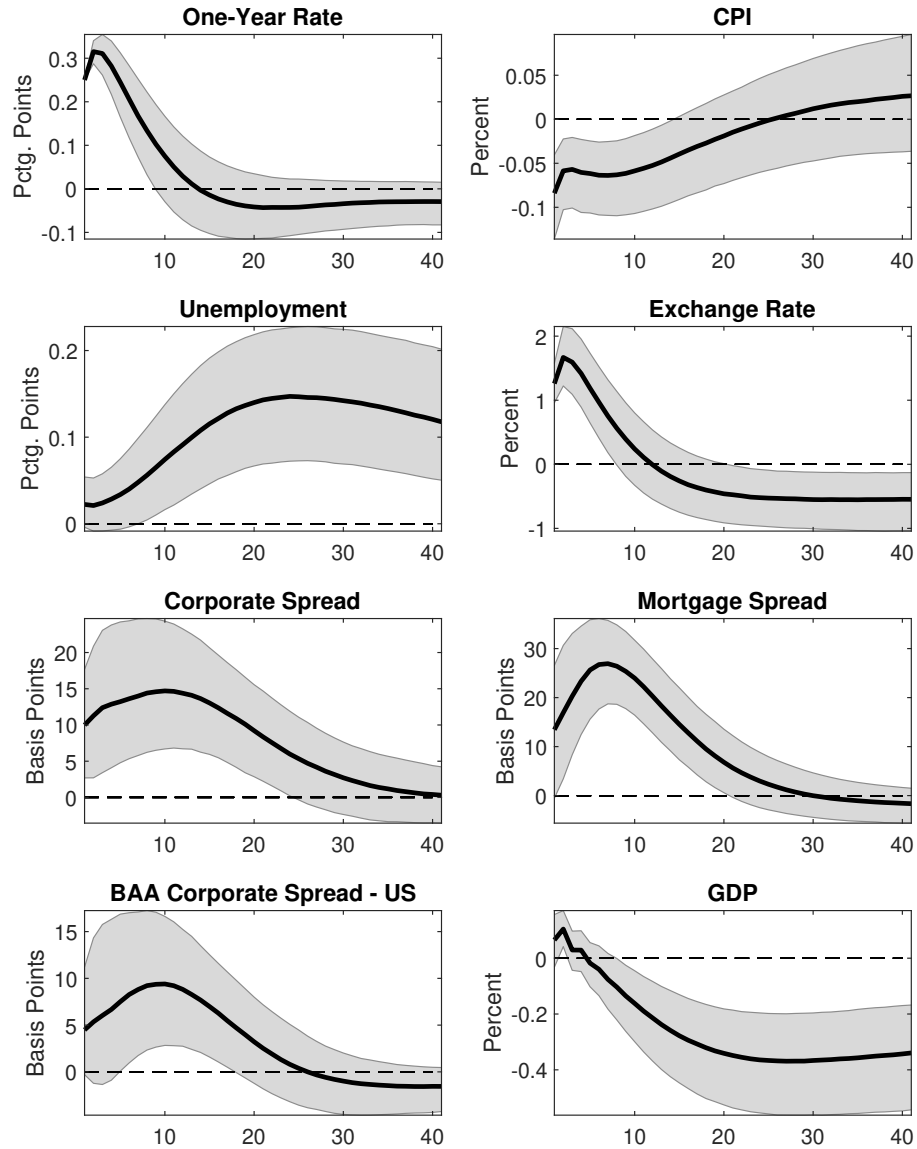 One-Year Rate
Pctg. Points
0.3
0.2
0.1
0
-0.1
10 20 30 40
CPI
Percent
0.05
0
-0.05
-0.1
10 20 30 40
Unemployment
Pctg. Points
0.2
0.1
0
10 20 30 40
Exchange Rate
Percent
2
1
0
-1
10 20 30 40
Corporate Spread
Basis Points
20
15
10
5
0
10 20 30 40
Mortgage Spread
Basis Points
30
20
10
0
10 20 30 40
BAA Corporate Spread - US
Basis Points
15
10
5
0
10 20 30 40
GDP
Percent
0
-0.2
-0.4
10 20 30 40